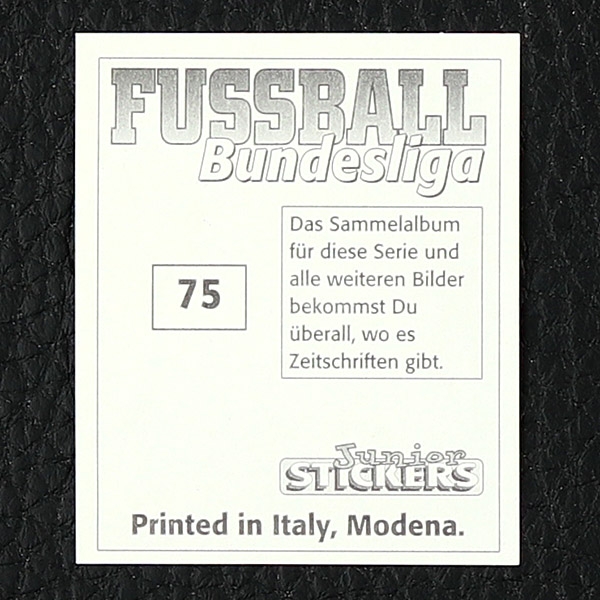 FUSSBALL
Bundesliga
Das Sammelalbum
für diese Serie und
alle weiteren Bilder
bekommst Du
überall, wo es
Zeitschriften gibt.
75
Junior
STICKERS
Printed in Italy, Modena.